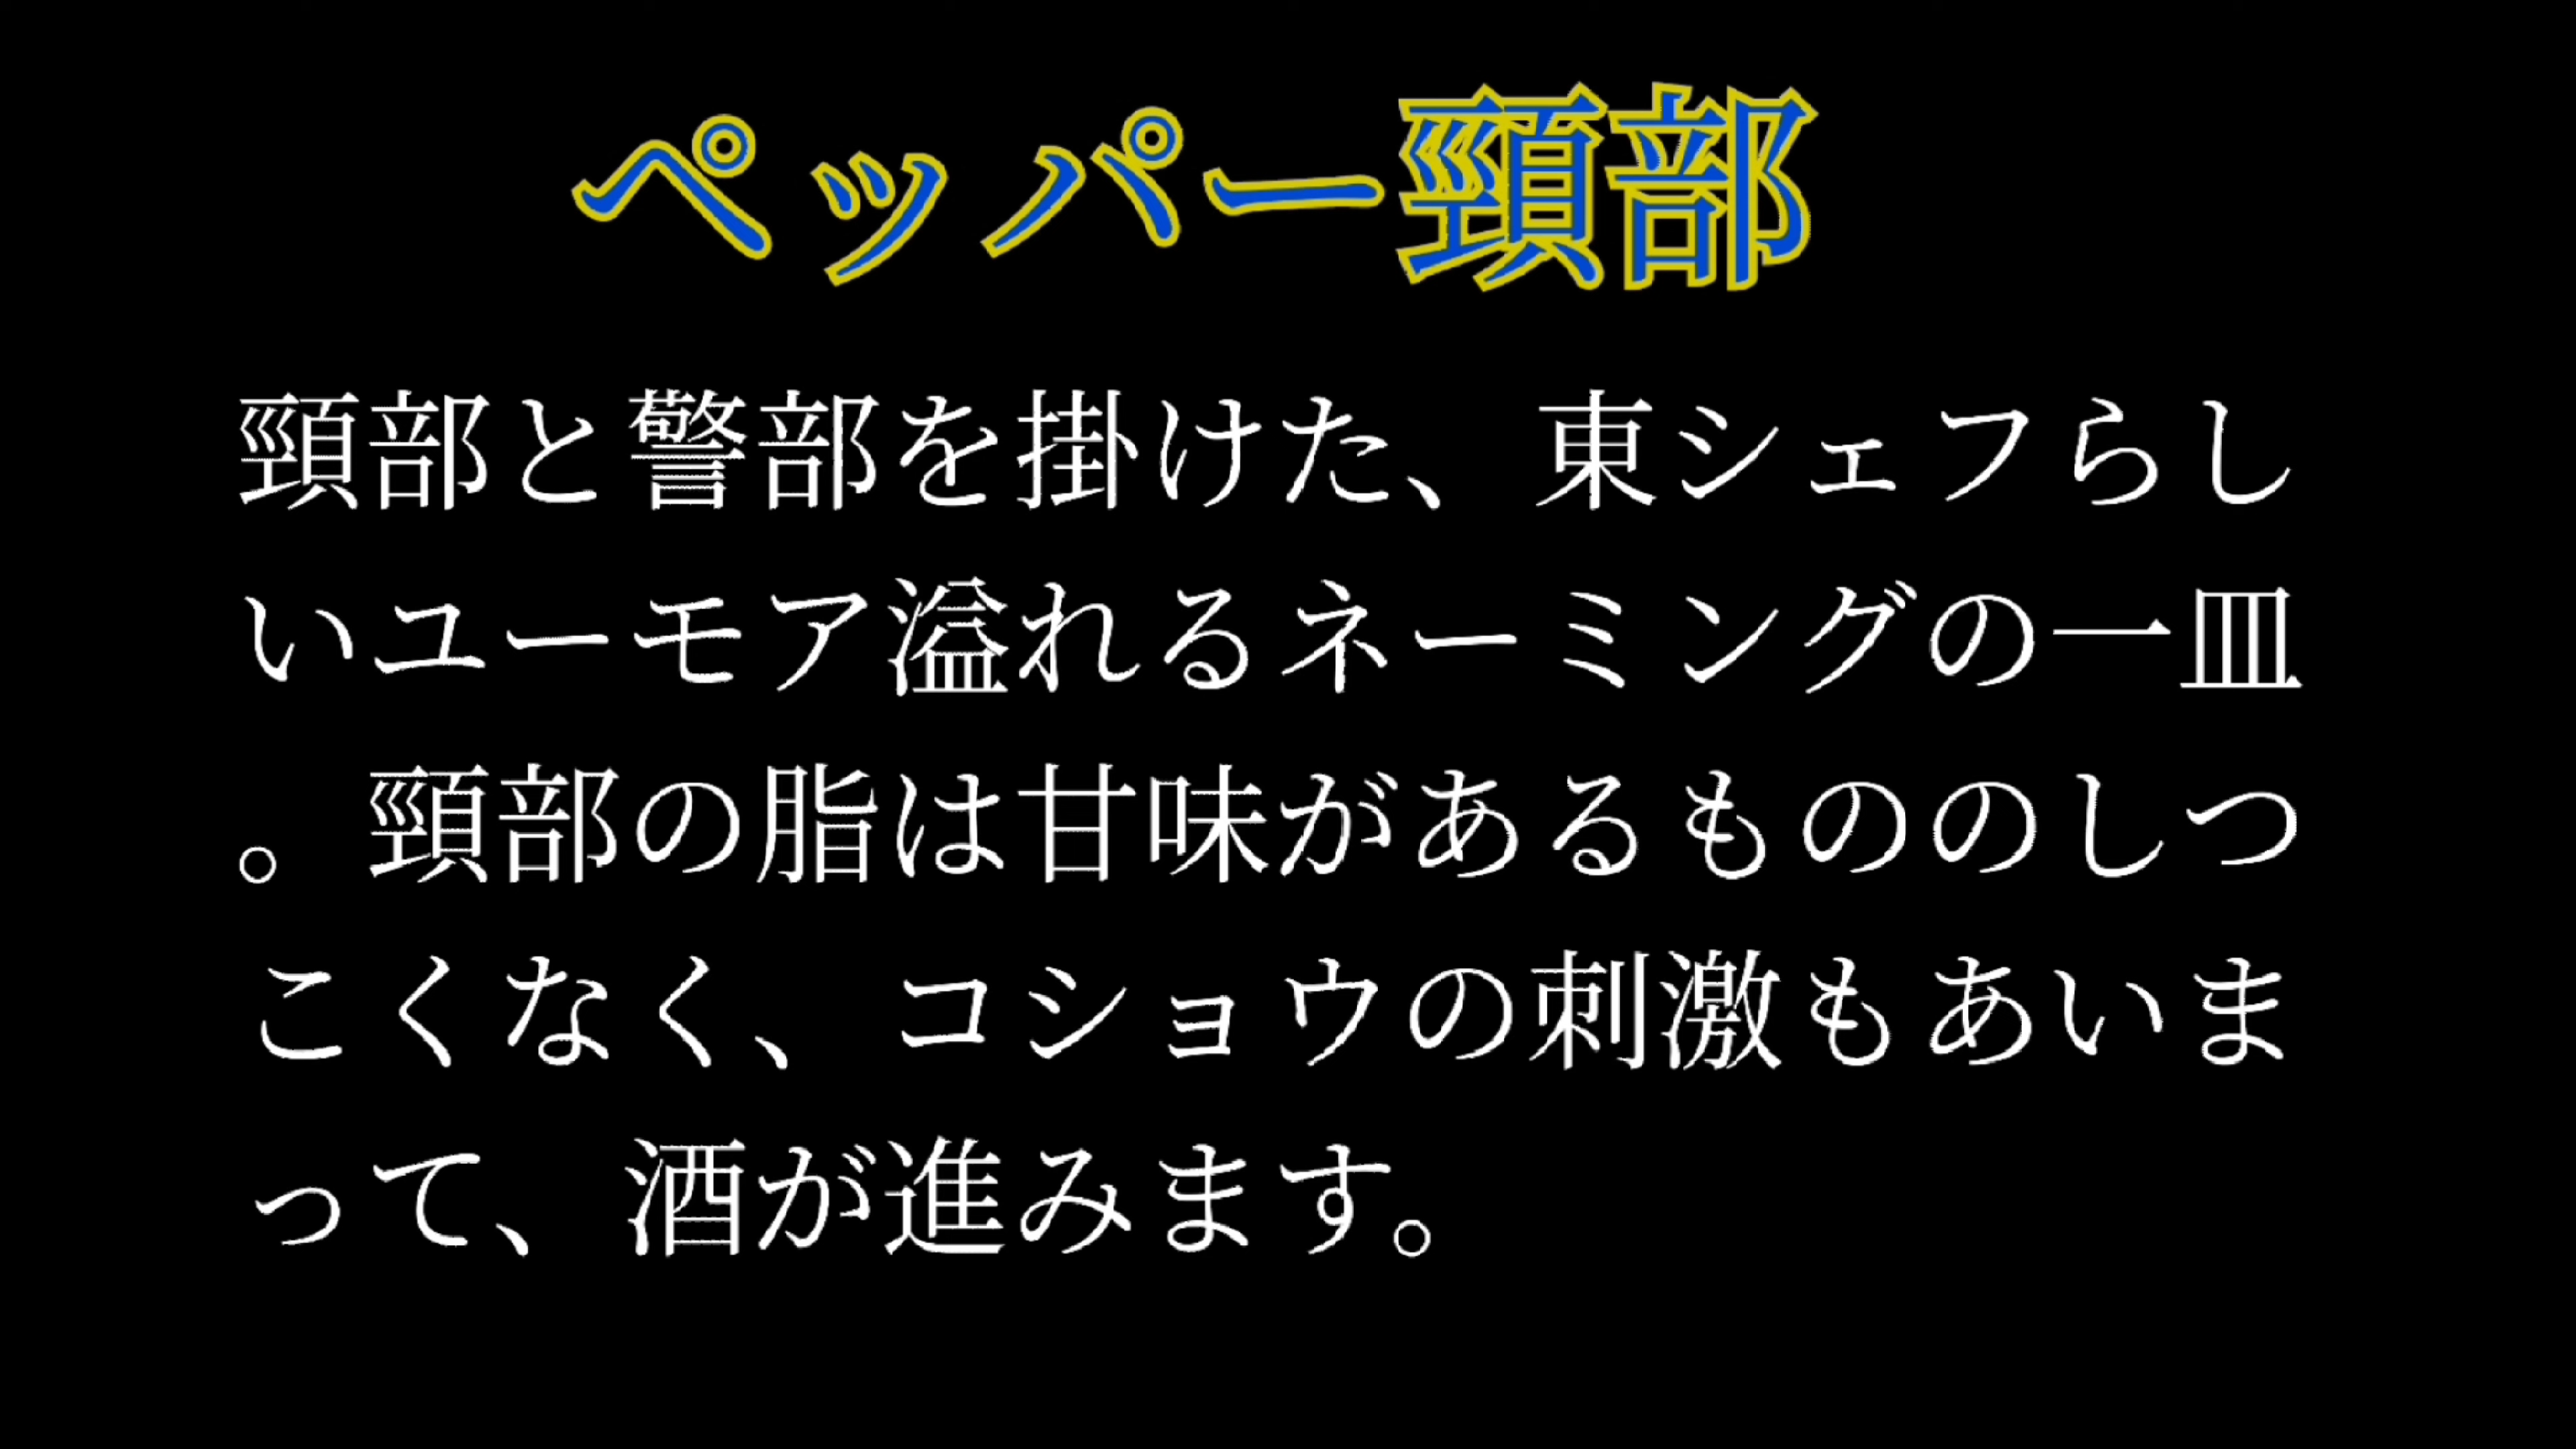 ペッパー頸部
頸部と警部を掛けた、東シェフらし
いユーモア溢れるネーミングの一皿
。頸部の脂は甘味があるもののしつ
こくなく、コショウの刺激もあいま
って、酒が進みます。